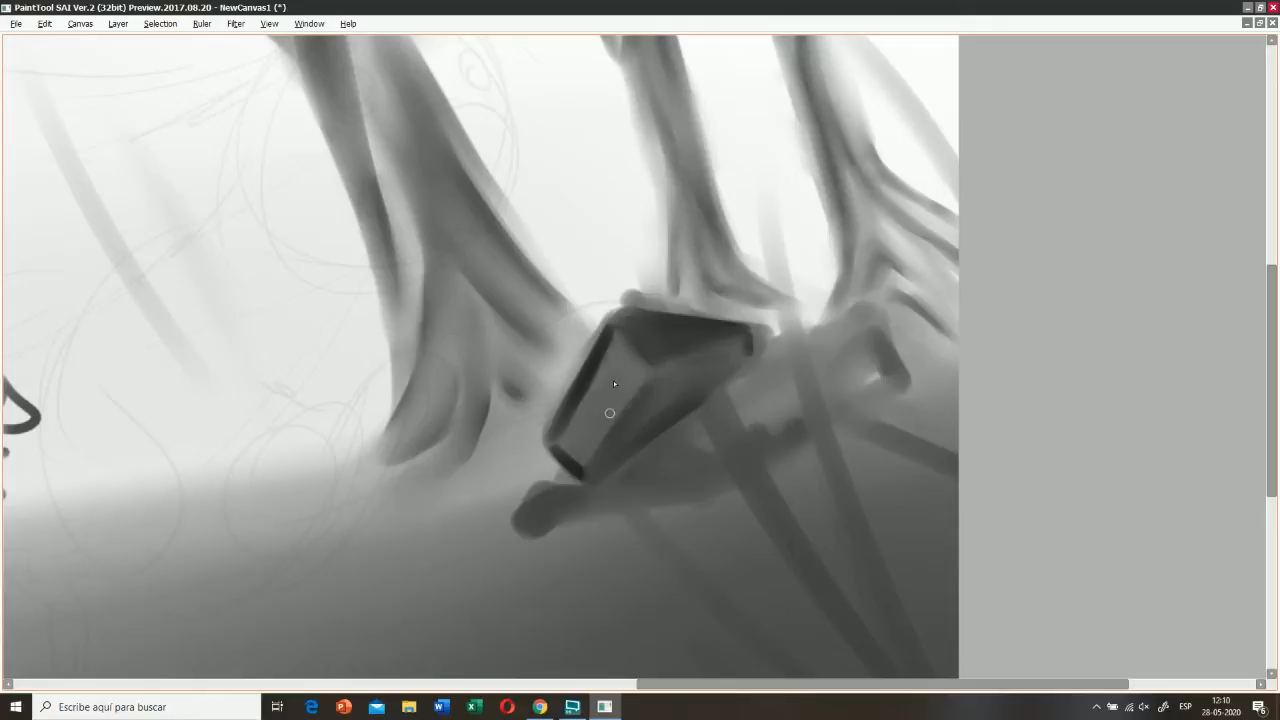 PaintTool SAI Ver.2 (32bit) Preview.2017.08.20 - NewCanvas1 (*)
File Edit Canvas Layer Selection Ruler Filter View Window Help
Escribe aquí para buscar
ESP
12:10
28-05-2020